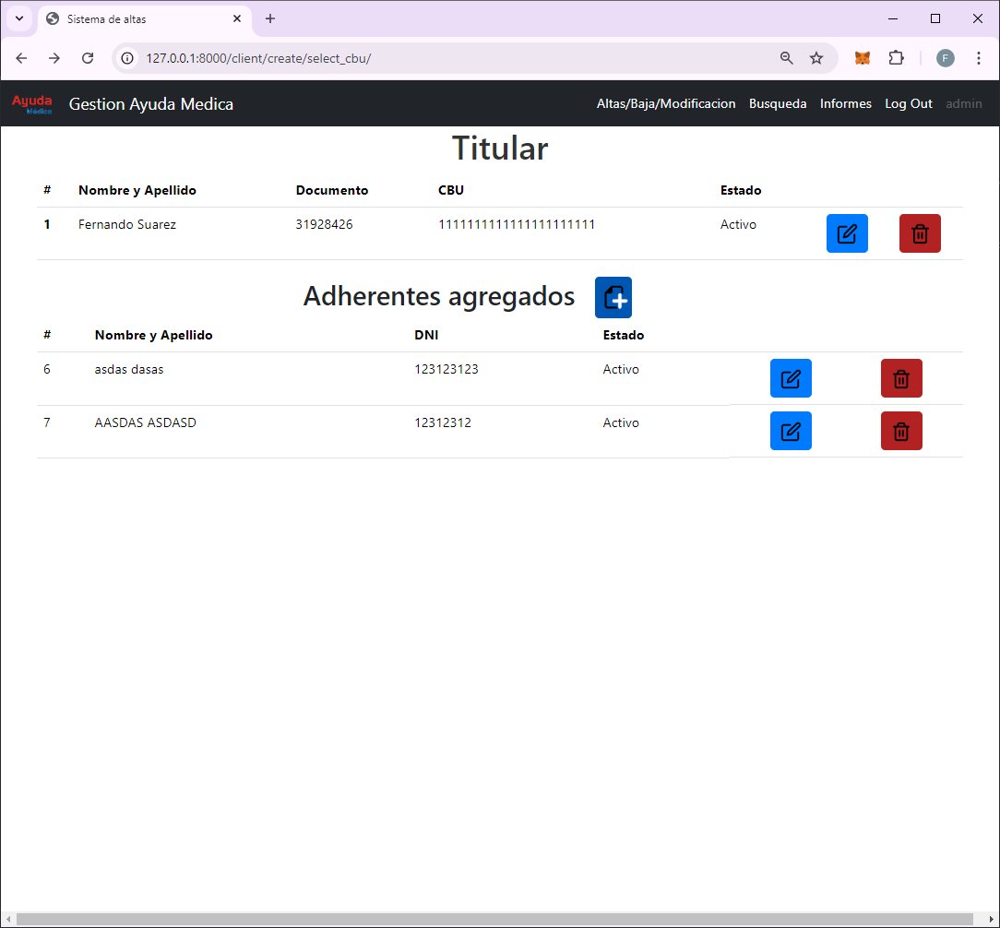 Sistema de altas
127.0.0.1:8000/client/create/select_cbu/
F
Ayuda
Médica
Gestion Ayuda Medica
Altas/Baja/Modificacion Busqueda Informes Log Out admin
Titular
# Nombre y Apellido Documento CBU Estado
1 Fernando Suarez 31928426 1111111111111111111111 Activo
Adherentes agregados
# Nombre y Apellido DNI Estado
6 asdas dasas 123123123 Activo
7 AASDAS ASDASD 12312312 Activo